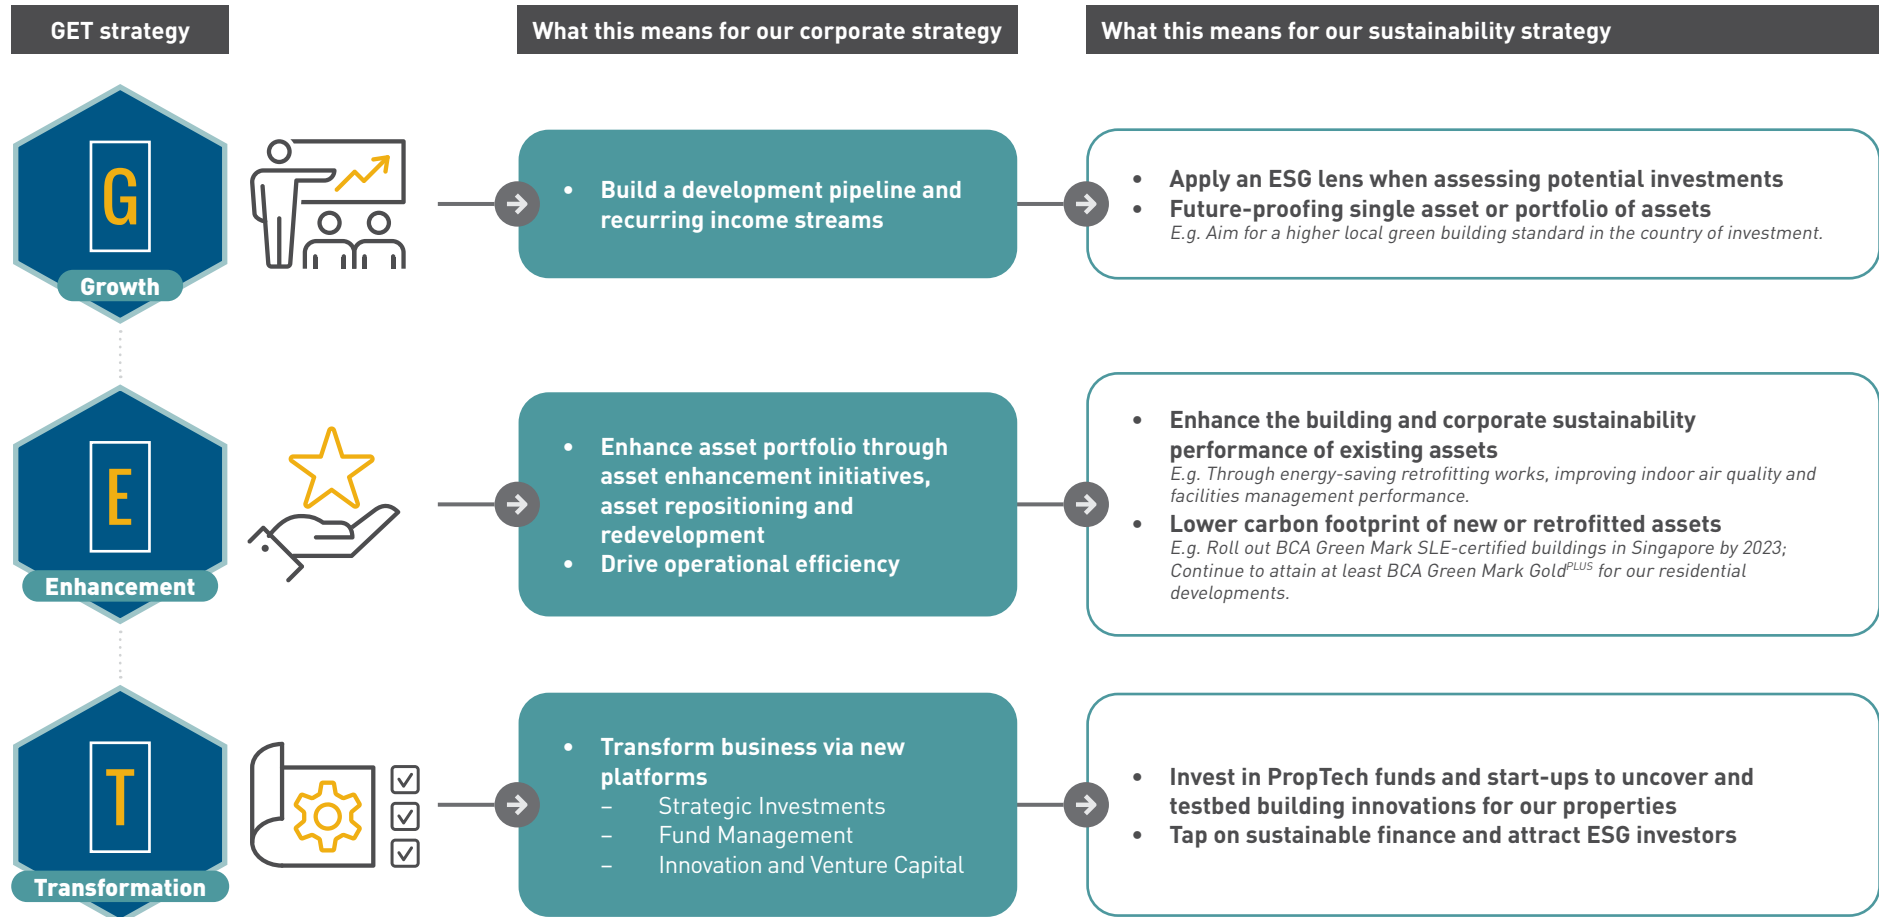 GET strategy
What this means for our corporate strategy
What this means for our sustainability strategy
G
Growth
• Build a development pipeline and
recurring income streams
• Apply an ESG lens when assessing potential investments
• Future-proofing single asset or portfolio of assets
E.g. Aim for a higher local green building standard in the country of investment.
E
Enhancement
• Enhance asset portfolio through
asset enhancement initiatives,
asset repositioning and
redevelopment
• Drive operational efficiency
• Enhance the building and corporate sustainability
performance of existing assets
E.g. Through energy-saving retrofitting works, improving indoor air quality and
facilities management performance.
• Lower carbon footprint of new or retrofitted assets
E.g. Roll out BCA Green Mark SLE-certified buildings in Singapore by 2023;
Continue to attain at least BCA Green Mark GoldPLUS for our residential
developments.
T
Transformation
• Transform business via new
platforms
– Strategic Investments
– Fund Management
– Innovation and Venture Capital
• Invest in PropTech funds and start-ups to uncover and
testbed building innovations for our properties
• Tap on sustainable finance and attract ESG investors